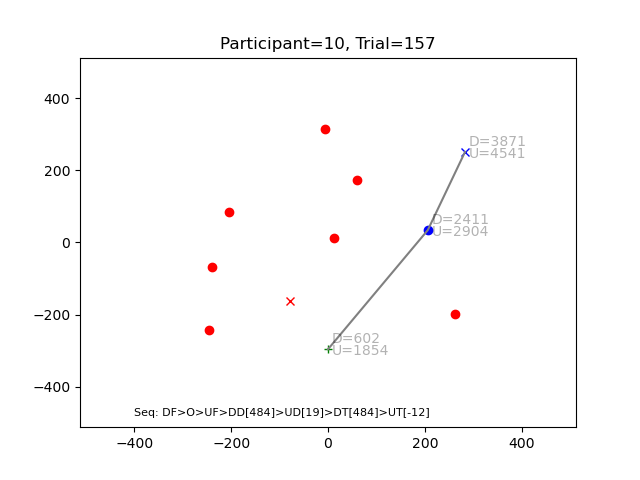 Participant=10, Trial=157
400
200
0
−200
−400
D=3871
U=4541
D=2411
U=2904
D=602
U=1854
Seq: DF>O>UF>DD[484]>UD[19]>DT[484]>UT[-12]
−400
−200
0
200
400